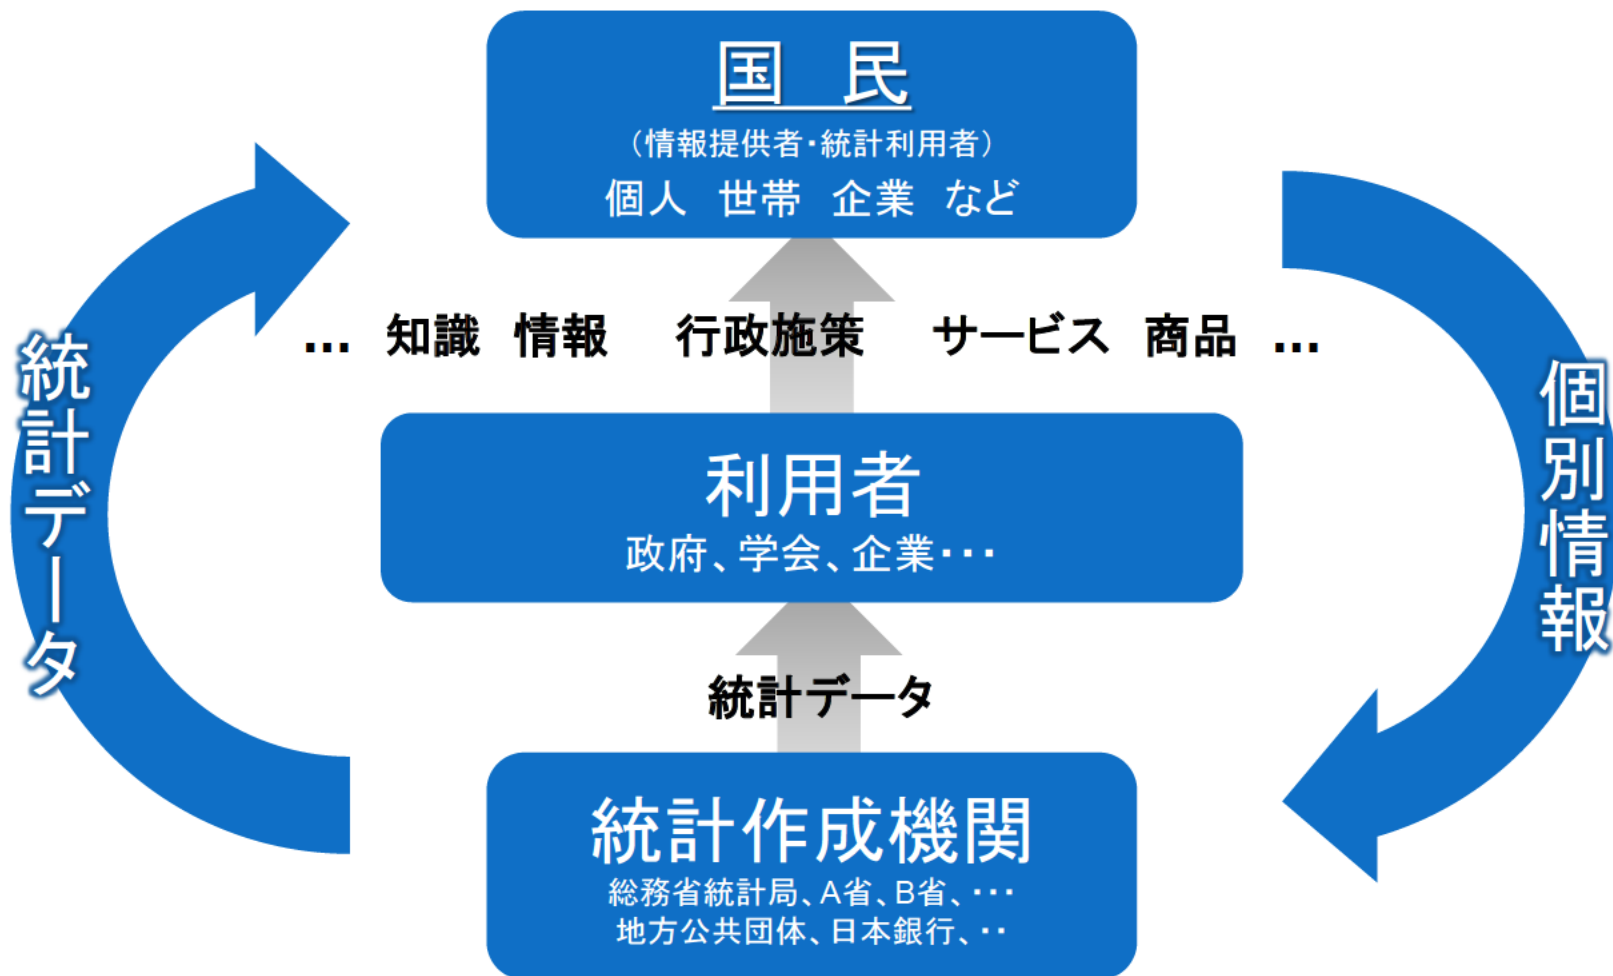 国　民
（情報提供者・統計利用者）
個人　世帯　企業　など
…　知識　情報　行政施策　サービス　商品　…
統計データ
個別情報
利用者
政府、学会、企業・・・
統計データ
統計作成機関
総務省統計局、A省、B省、・・・
地方公共団体、日本銀行、・・